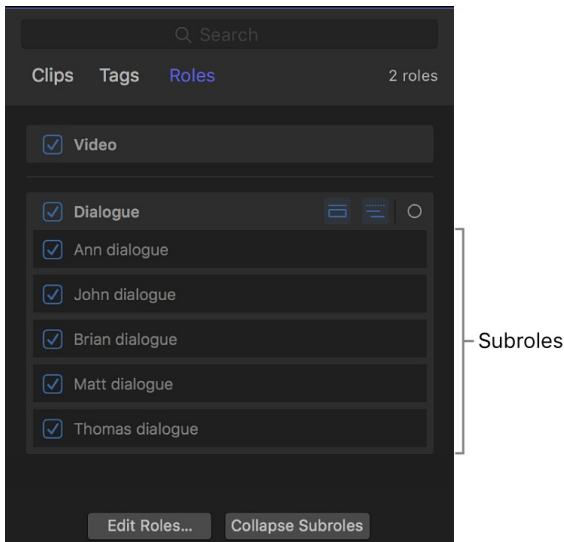 Search
Clips Tags Roles 2 roles
Video
Dialogue
Ann dialogue
John dialogue
Brian dialogue
Matt dialogue
Thomas dialogue
Subroles
Edit Roles... Collapse Subroles